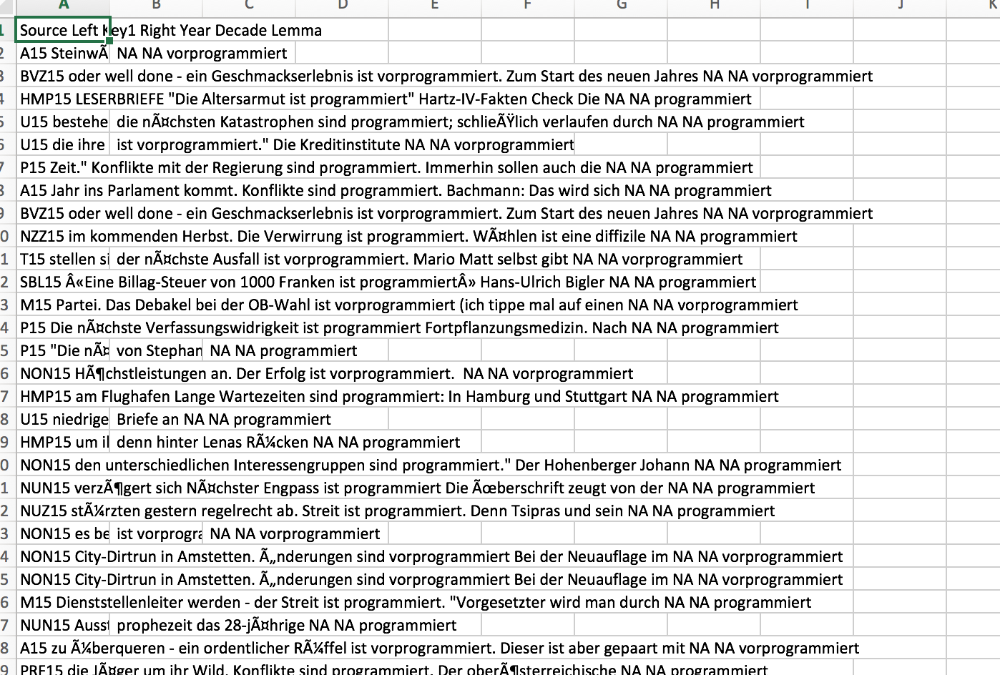 A B C D E F G H I J K
1 Source Left Key1 Right Year Decade Lemma
2 A15 SteinwÃ NA NA vorprogrammiert
3 BVZ15 oder well done - ein Geschmackserlebnis ist vorprogrammiert. Zum Start des neuen Jahres NA NA vorprogrammiert
4 HMP15 LESERBRIEFE "Die Altersarmut ist programmiert" Hartz-IV-Fakten Check Die NA NA programmiert
5 U15 bestehe die nÃ¤chsten Katastrophen sind programmiert; schlieÃŸlich verlaufen durch NA NA programmiert
6 U15 die ihre ist vorprogrammiert." Die Kreditinstitute NA NA vorprogrammiert
7 P15 Zeit." Konflikte mit der Regierung sind programmiert. Immerhin sollen auch die NA NA programmiert
8 A15 Jahr ins Parlament kommt. Konflikte sind programmiert. Bachmann: Das wird sich NA NA programmiert
9 BVZ15 oder well done - ein Geschmackserlebnis ist vorprogrammiert. Zum Start des neuen Jahres NA NA vorprogrammiert
0 NZZ15 im kommenden Herbst. Die Verwirrung ist programmiert. WÃ¤hlen ist eine diffizile NA NA programmiert
1 T15 stellen si der nÃ¤chste Ausfall ist vorprogrammiert. Mario Matt selbst gibt NA NA vorprogrammiert
2 SBL15 Â«Eine Billag-Steuer von 1000 Franken ist programmiertÂ» Hans-Ulrich Bigler NA NA programmiert
3 M15 Partei. Das Debakel bei der OB-Wahl ist vorprogrammiert (ich tippe mal auf einen NA NA vorprogrammiert
4 P15 Die nÃ¤chste Verfassungswidrigkeit ist programmiert Fortpflanzungsmedizin. Nach NA NA programmiert
5 P15 "Die nÃ¤ von Stephan NA NA programmiert
6 NON15 HÃ¶chstleistungen an. Der Erfolg ist vorprogrammiert. NA NA vorprogrammiert
7 HMP15 am Flughafen Lange Wartezeiten sind programmiert: In Hamburg und Stuttgart NA NA programmiert
8 U15 niedrige Briefe an NA NA programmiert
9 HMP15 um il denn hinter Lenas RÃ¼cken NA NA programmiert
0 NON15 den unterschiedlichen Interessengruppen sind programmiert." Der Hohenberger Johann NA NA programmiert
1 NUN15 verzÃ¶gert sich NÃ¤chster Engpass ist programmiert Die Ãœberschrift zeugt von der NA NA programmiert
2 NUZ15 stÃ¼rzten gestern regelrecht ab. Streit ist programmiert. Denn Tsipras und sein NA NA programmiert
3 NON15 es be ist vorprogra NA NA vorprogrammiert
4 NON15 City-Dirtrun in Amstetten. Ã„nderungen sind vorprogrammiert Bei der Neuauflage im NA NA vorprogrammiert
5 NON15 City-Dirtrun in Amstetten. Ã„nderungen sind vorprogrammiert Bei der Neuauflage im NA NA vorprogrammiert
6 M15 Dienststellenleiter werden - der Streit ist programmiert. "Vorgesetzter wird man durch NA NA programmiert
7 NUN15 Ausst prophezeit das 28-jÃ¤hrige NA NA programmiert
8 A15 zu Ã¼berqueren - ein ordentlicher RÃ¼ffel ist vorprogrammiert. Dieser ist aber gepaart mit NA NA vorprogrammiert
9 PRF15 die JÃ¤ger um ihr Wild. Konflikte sind programmiert. Der oberÃ¶sterreichische NA NA programmiert